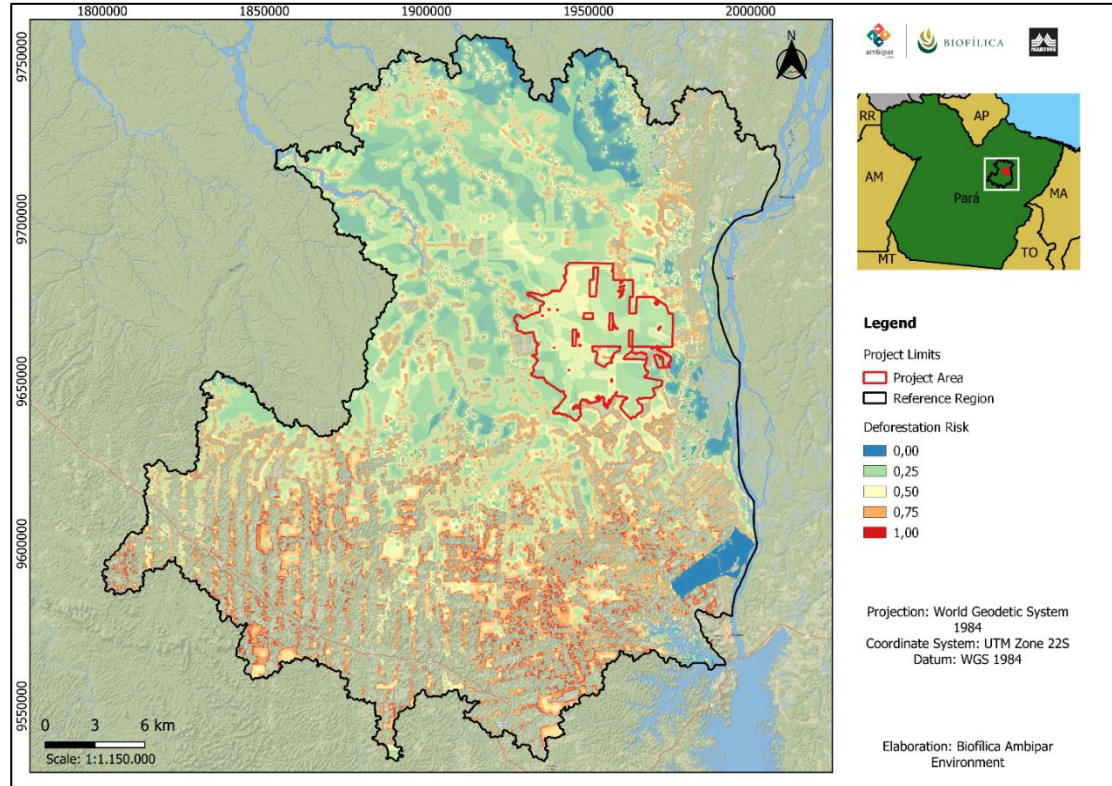 1800000 1850000 1900000 1950000 2000000
9750000
9700000
9650000
9600000
9550000
N
0 3 6 km
Scale: 1:1.150.000
ambipar
BIOFÍLICA
MARTINS
RR
AP
AM
Pará
MA
MT
TO
Legend
Project Limits
Project Area
Reference Region
Deforestation Risk
0,00
0,25
0,50
0,75
1,00
Projection: World Geodetic System
1984
Coordinate System: UTM Zone 22S
Datum: WGS 1984
Elaboration: Biofílica Ambipar
Environment